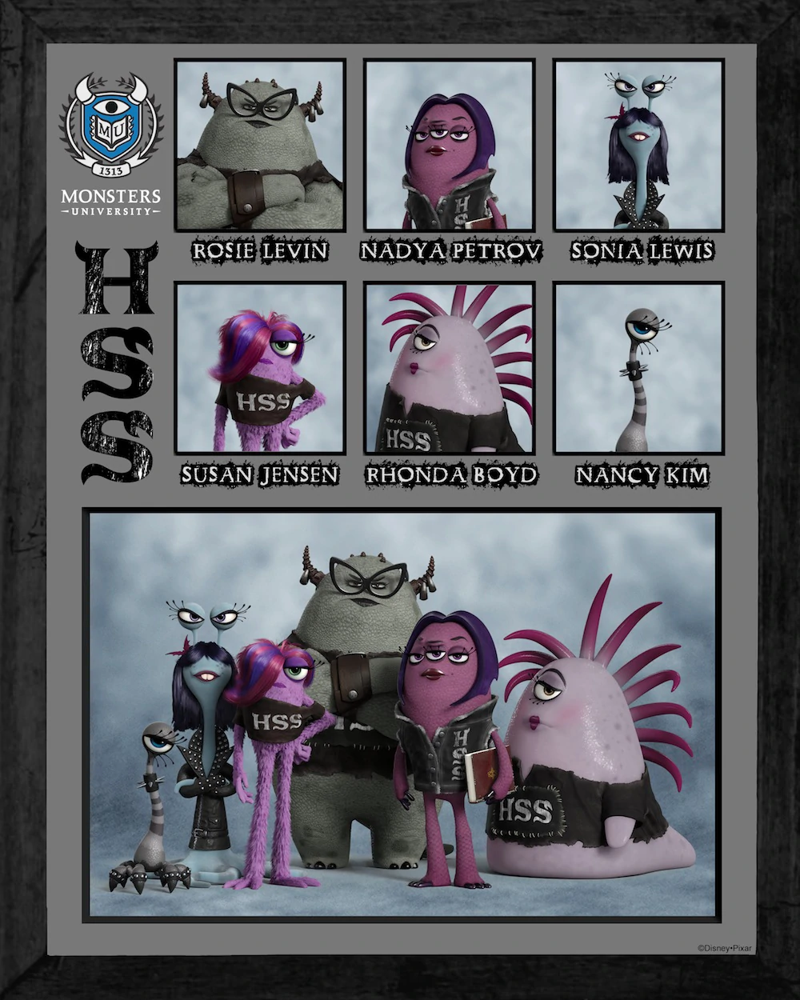 MU
1313
MONSTERS
UNIVERSITY
HSS
ROSIE LEVIN
NADYA PETROV
SONIA LEWIS
HSS
HSS
SUSAN JENSEN
RHONDA BOYD
NANCY KIM
HSS
HSS
HSS
©Disney•Pixar